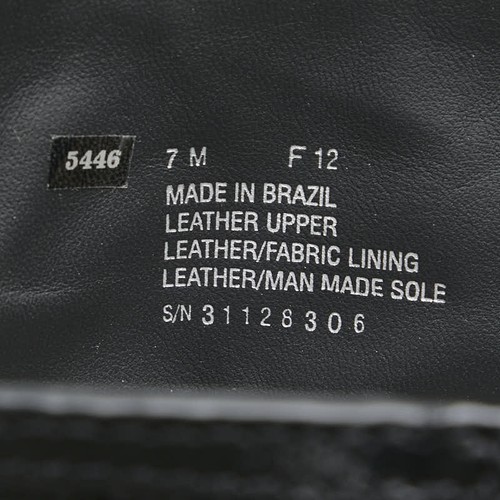 5446 7 M F 12
MADE IN BRAZIL
LEATHER UPPER
LEATHER/FABRIC LINING
LEATHER/MAN MADE SOLE
S/N 31128306